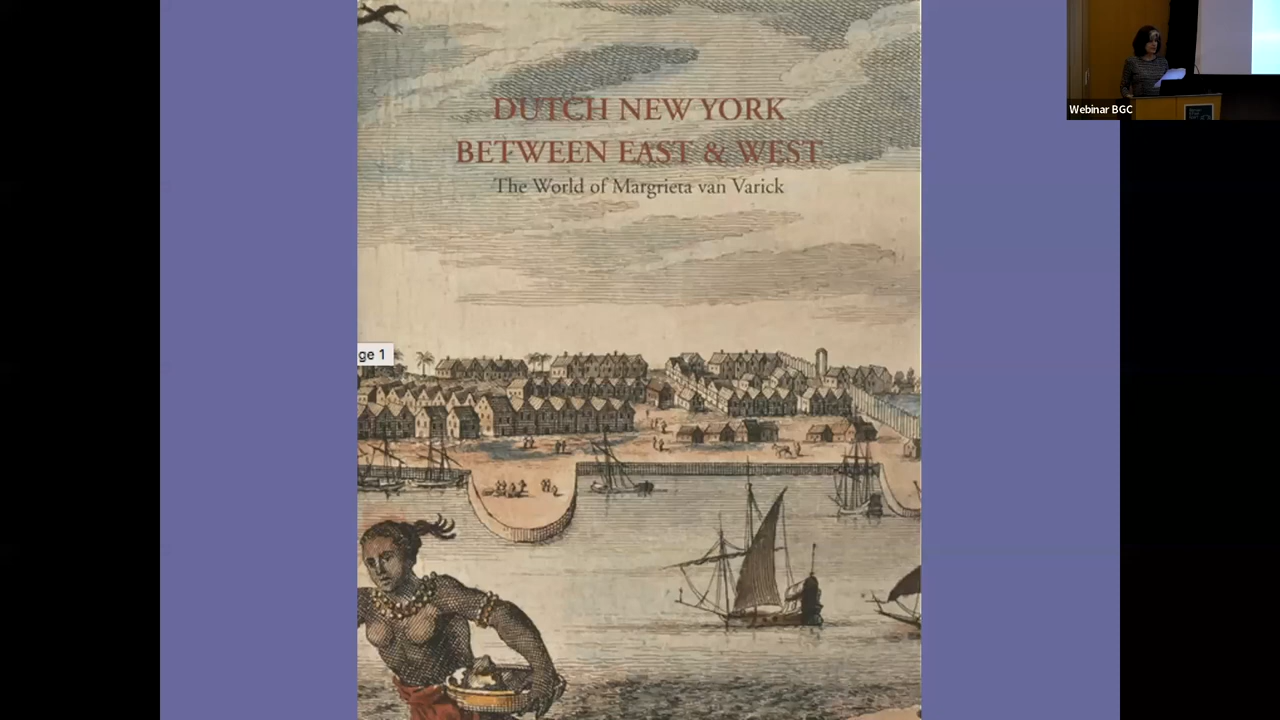 DUTCH NEW YORK
BETWEEN EAST & WEST
The World of Margrieta van Varick
ge 1
Webinar BGC